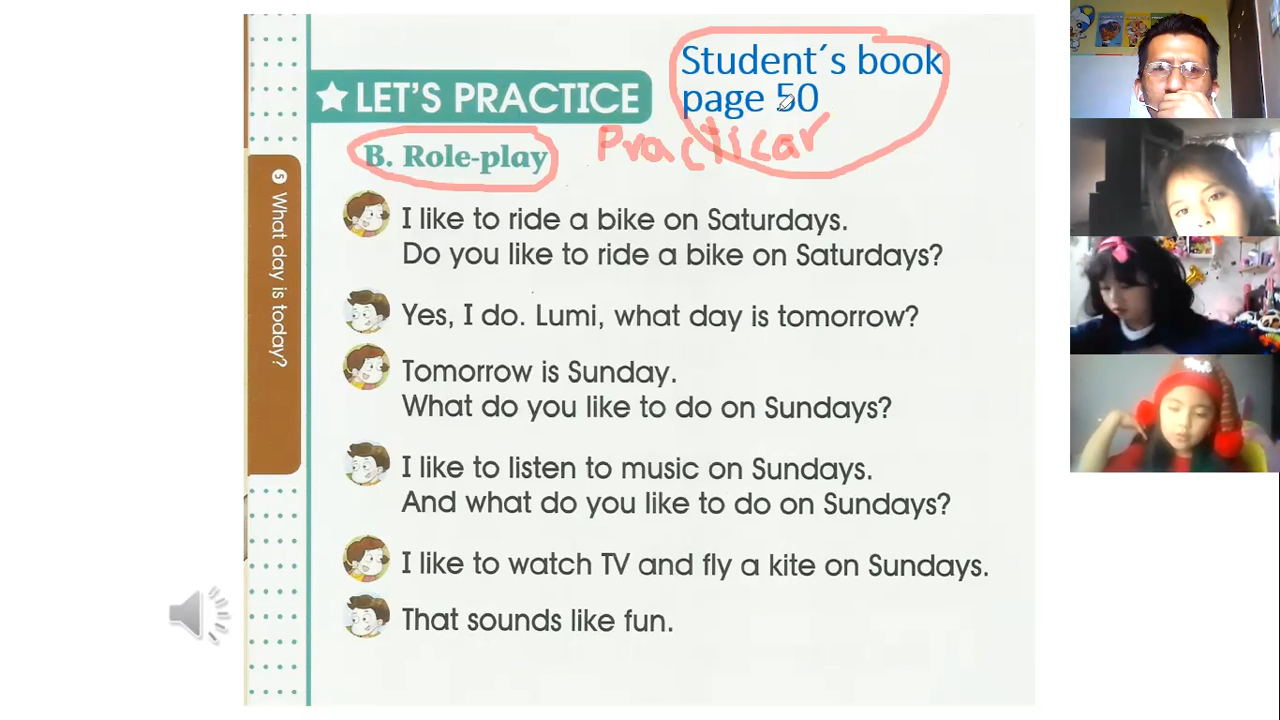 Student´s book
page 50
★ LET'S PRACTICE
Practicar
B. Role-play
5 What day is today?
I like to ride a bike on Saturdays.
Do you like to ride a bike on Saturdays?
Yes, I do. Lumi, what day is tomorrow?
Tomorrow is Sunday.
What do you like to do on Sundays?
I like to listen to music on Sundays.
And what do you like to do on Sundays?
I like to watch TV and fly a kite on Sundays.
That sounds like fun.